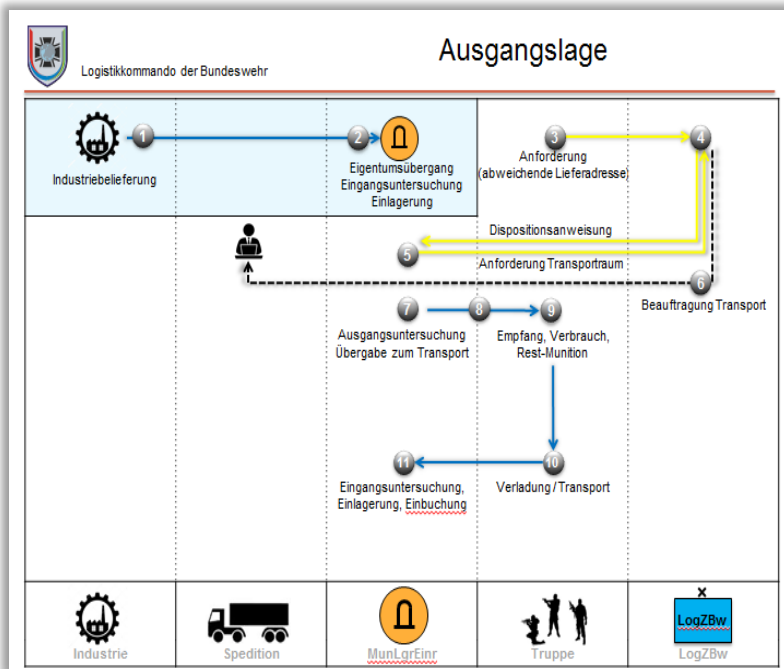 Logistikkommando der Bundeswehr
Ausgangslage
1
2
3
4
Industriebelieferung
Eigentumsübergang
Eingangsuntersuchung
Einlagerung
Anforderung
(abweichende Lieferadresse)
Dispositionsanweisung
5
Anforderung Transportraum
6
Beauftragung Transport
7
8
9
Ausgangsuntersuchung
Übergabe zum Transport
Empfang, Verbrauch,
Rest-Munition
11
10
Eingangsuntersuchung,
Einlagerung, Einbuchung
Verladung / Transport
LogZBw
Industrie
Spedition
MunLgrEinr
Truppe
LogZBw